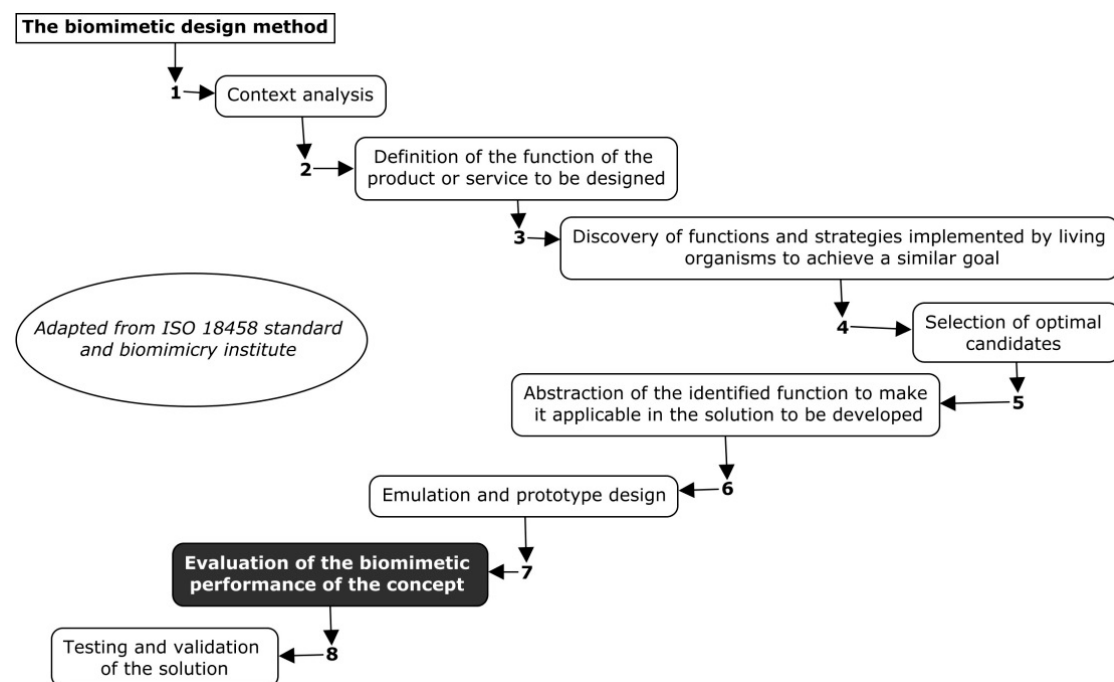 The biomimetic design method
1
Context analysis
2
Definition of the function of the
product or service to be designed
3
Discovery of functions and strategies implemented by living
organisms to achieve a similar goal
4
Selection of optimal
candidates
Adapted from ISO 18458 standard
and biomimicry institute
5
Abstraction of the identified function to make
it applicable in the solution to be developed
6
Emulation and prototype design
7
Evaluation of the biomimetic
performance of the concept
8
Testing and validation
of the solution